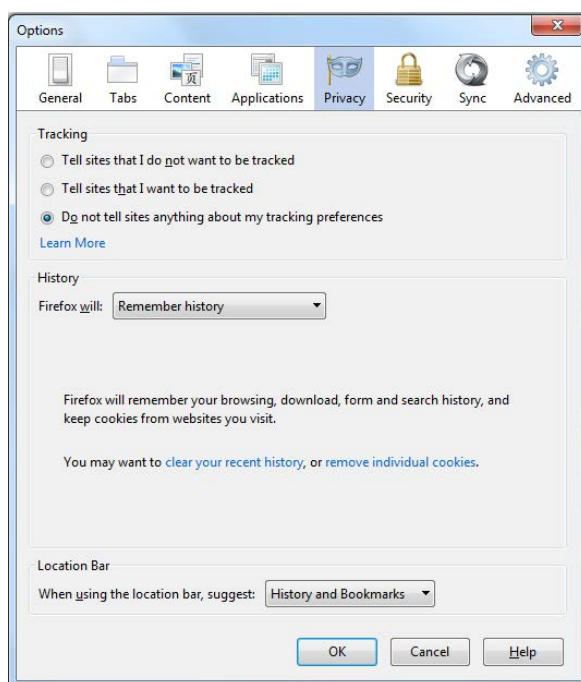 Options
General Tabs Content Applications Privacy Security Sync Advanced
Tracking
Tell sites that I do not want to be tracked
Tell sites that I want to be tracked
Do not tell sites anything about my tracking preferences
Learn More
History
Firefox will: Remember history
Firefox will remember your browsing, download, form and search history, and
keep cookies from websites you visit.
You may want to clear your recent history, or remove individual cookies.
Location Bar
When using the location bar, suggest: History and Bookmarks
OK Cancel Help